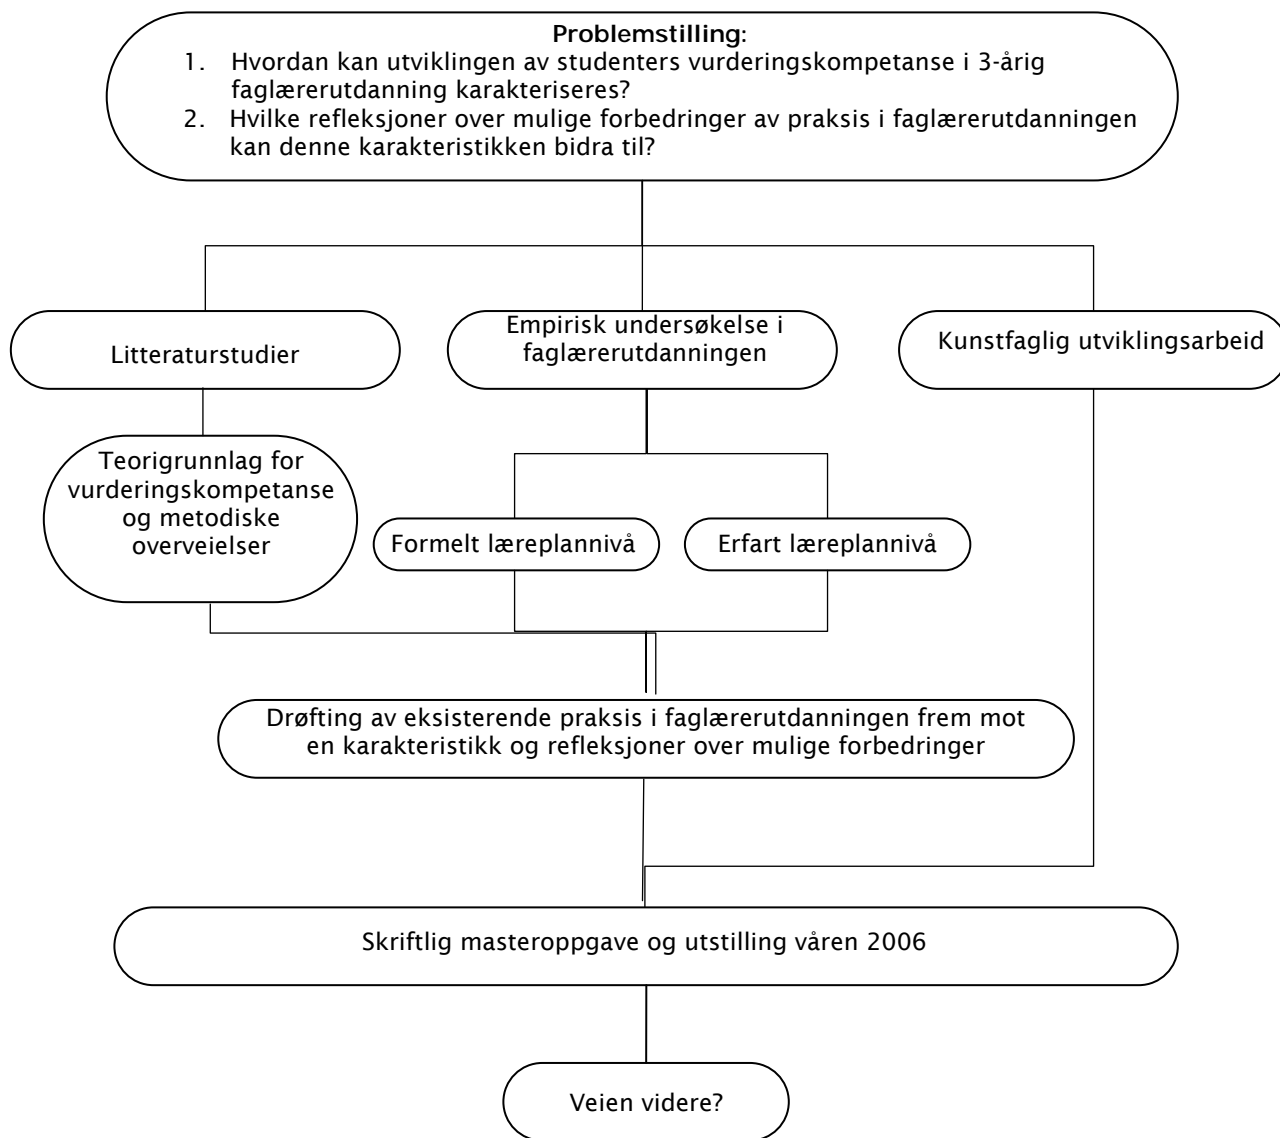 Problemstilling:
1. Hvordan kan utviklingen av studenters vurderingskompetanse i 3-årig
faglærerutdanning karakteriseres?
2. Hvilke refleksjoner over mulige forbedringer av praksis i faglærerutdanningen
kan denne karakteristikken bidra til?
Litteraturstudier
Empirisk undersøkelse i
faglærerutdanningen
Kunstfaglig utviklingsarbeid
Teorigrunnlag for
vurderingskompetanse
og metodiske
overveielser
Formelt læreplannivå
Erfart læreplannivå
Drøfting av eksisterende praksis i faglærerutdanningen frem mot
en karakteristikk og refleksjoner over mulige forbedringer
Skriftlig masteroppgave og utstilling våren 2006
Veien videre?